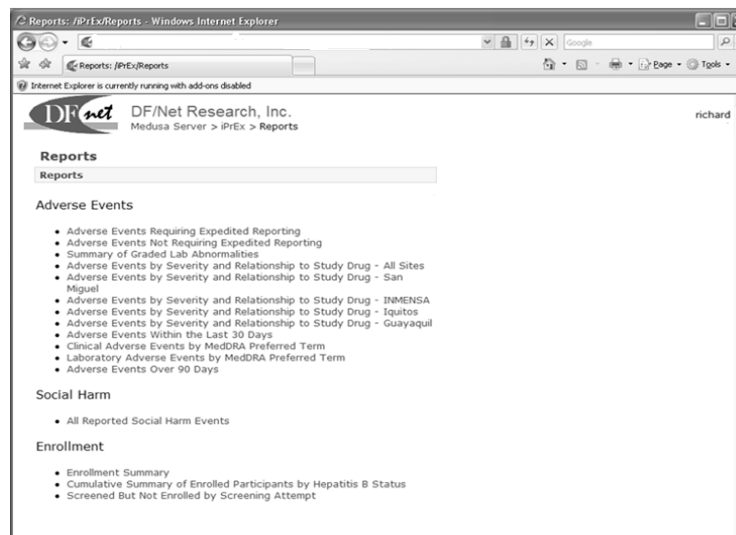 Reports: /iPrEx/Reports - Windows Internet Explorer
Google
Reports: /iPrEx/Reports
Page
Tools
Internet Explorer is currently running with add-ons disabled
DFnet
DF/Net Research, Inc.
Medusa Server > iPrEx > Reports
richard
Reports
Reports
Adverse Events
• Adverse Events Requiring Expedited Reporting
• Adverse Events Not Requiring Expedited Reporting
• Summary of Graded Lab Abnormalities
• Adverse Events by Severity and Relationship to Study Drug - All Sites
• Adverse Events by Severity and Relationship to Study Drug - San
Miguel
• Adverse Events by Severity and Relationship to Study Drug - INMENSA
• Adverse Events by Severity and Relationship to Study Drug - Iquitos
• Adverse Events by Severity and Relationship to Study Drug - Guayaquil
• Adverse Events Within the Last 30 Days
• Clinical Adverse Events by MedDRA Preferred Term
• Laboratory Adverse Events by MedDRA Preferred Term
• Adverse Events Over 90 Days
Social Harm
• All Reported Social Harm Events
Enrollment
• Enrollment Summary
• Cumulative Summary of Enrolled Participants by Hepatitis B Status
• Screened But Not Enrolled by Screening Attempt